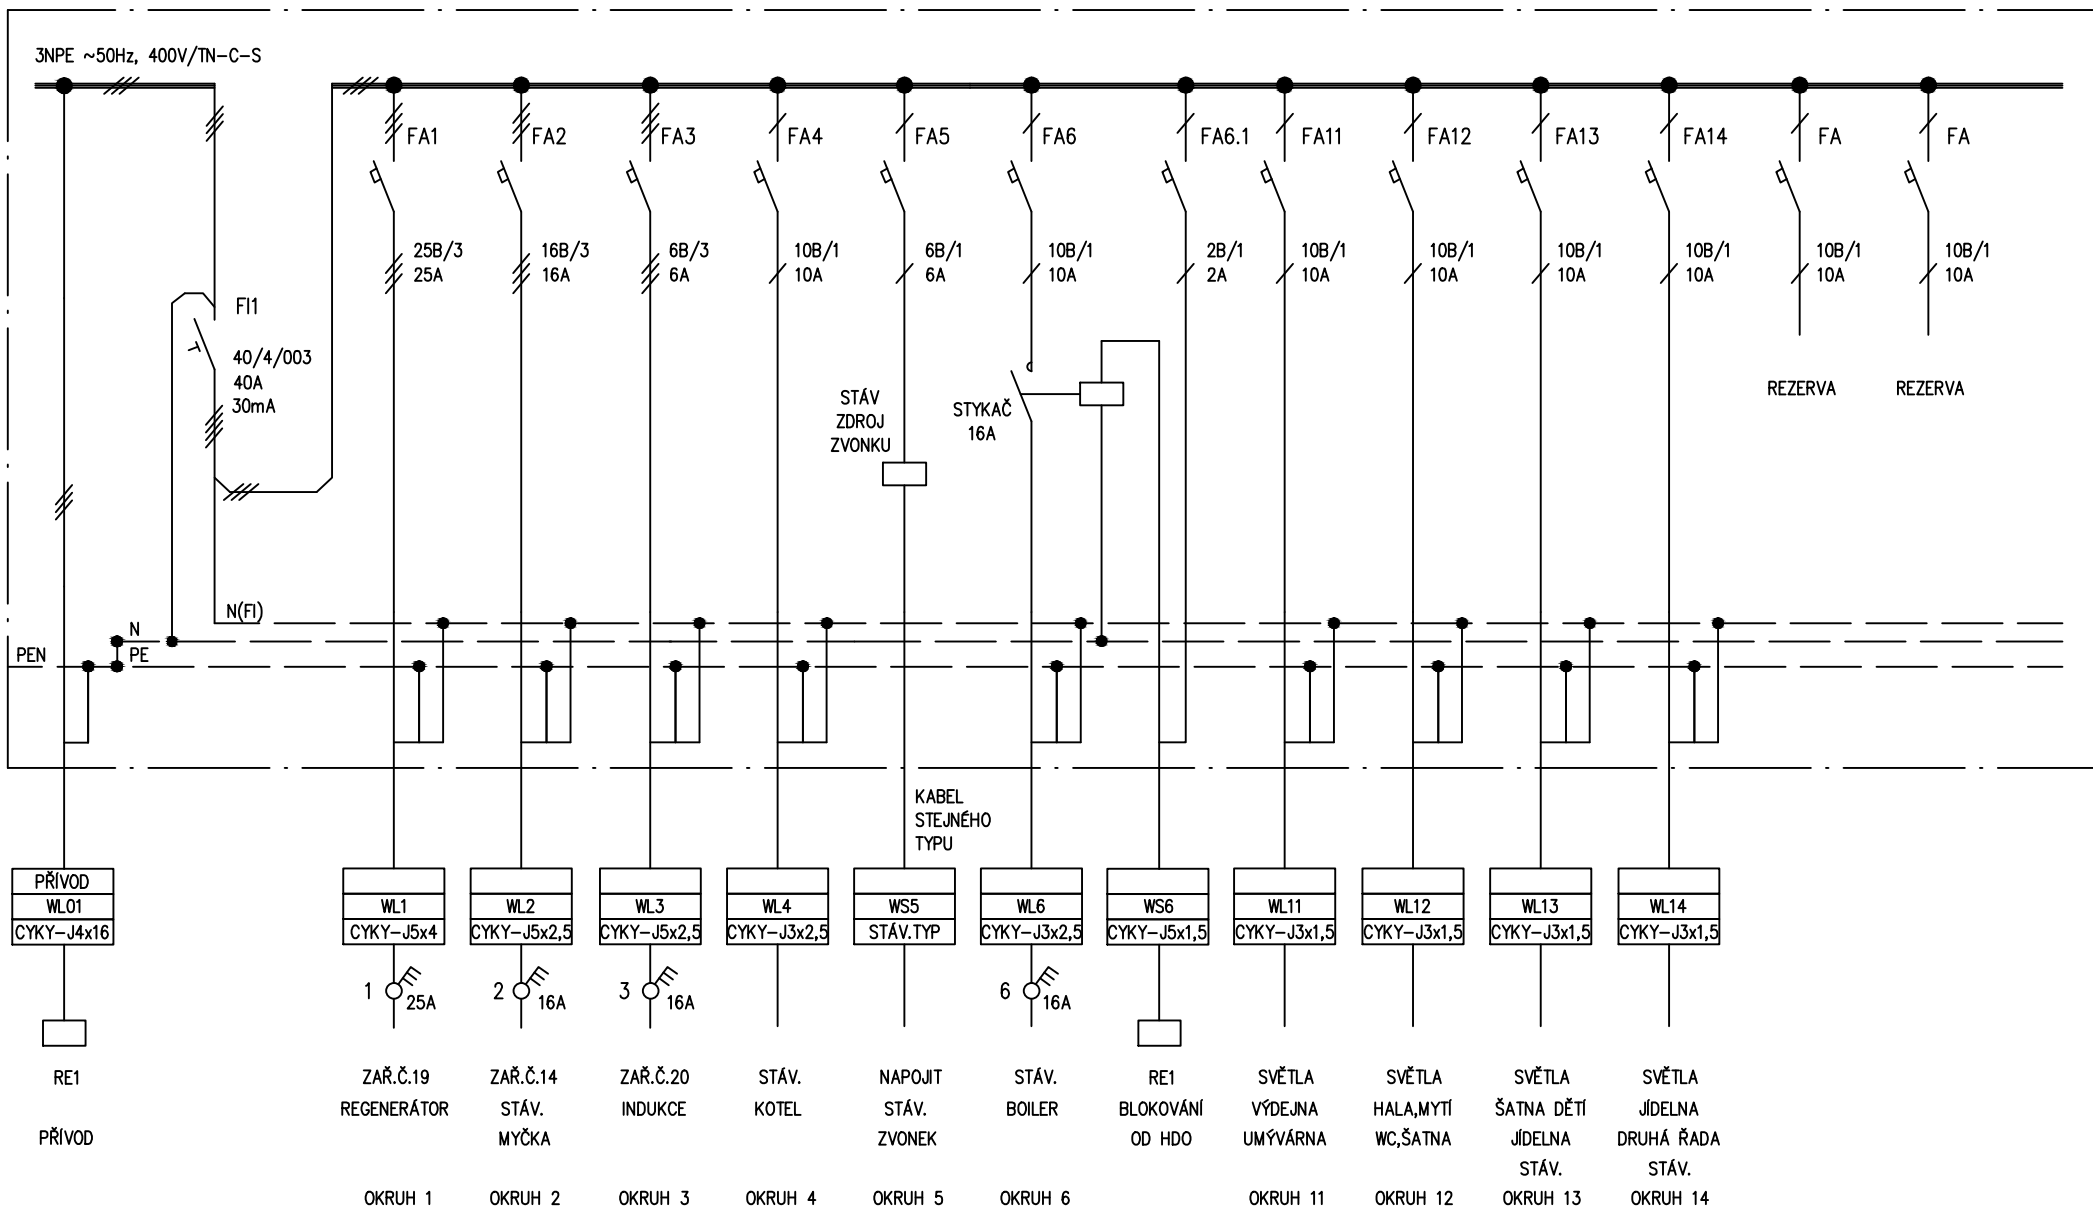 3NPE ~50Hz, 400V/TN-C-S
FA1
FA2
FA3
FA4
FA5
FA6
FA6.1
FA11
FA12
FA13
FA14
FA
FA
25B/3
25A
16B/3
16A
6B/3
6A
10B/1
10A
6B/1
6A
10B/1
10A
2B/1
2A
10B/1
10A
10B/1
10A
10B/1
10A
10B/1
10A
10B/1
10A
10B/1
10A
FI1
40/4/003
40A
30mA
STÁV
ZDROJ
ZVONKU
STYKAČ
16A
REZERVA
REZERVA
N(FI)
N
PEN
PE
KABEL
STEJNÉHO
TYPU
PŘÍVOD
WL01
CYKY-J4x16
WL1
CYKY-J5x4
WL2
CYKY-J5x2,5
WL3
CYKY-J5x2,5
WL4
CYKY-J3x2,5
WS5
STÁV.TYP
WL6
CYKY-J3x2,5
WS6
CYKY-J5x1,5
WL11
CYKY-J3x1,5
WL12
CYKY-J3x1,5
WL13
CYKY-J3x1,5
WL14
CYKY-J3x1,5
1
25A
2
16A
3
16A
6
16A
RE1
PŘÍVOD
ZAŘ.Č.19
REGENERÁTOR
OKRUH 1
ZAŘ.Č.14
STÁV.
MYČKA
OKRUH 2
ZAŘ.Č.20
INDUKCE
OKRUH 3
STÁV.
KOTEL
OKRUH 4
NAPOJIT
STÁV.
ZVONEK
OKRUH 5
STÁV.
BOILER
OKRUH 6
RE1
BLOKOVÁNÍ
OD HDO
SVĚTLA
VÝDEJNA
UMÝVÁRNA
OKRUH 11
SVĚTLA
HALA,MYTÍ
WC,ŠATNA
OKRUH 12
SVĚTLA
ŠATNA DĚTÍ
JÍDELNA
STÁV.
OKRUH 13
SVĚTLA
JÍDELNA
DRUHÁ ŘADA
STÁV.
OKRUH 14